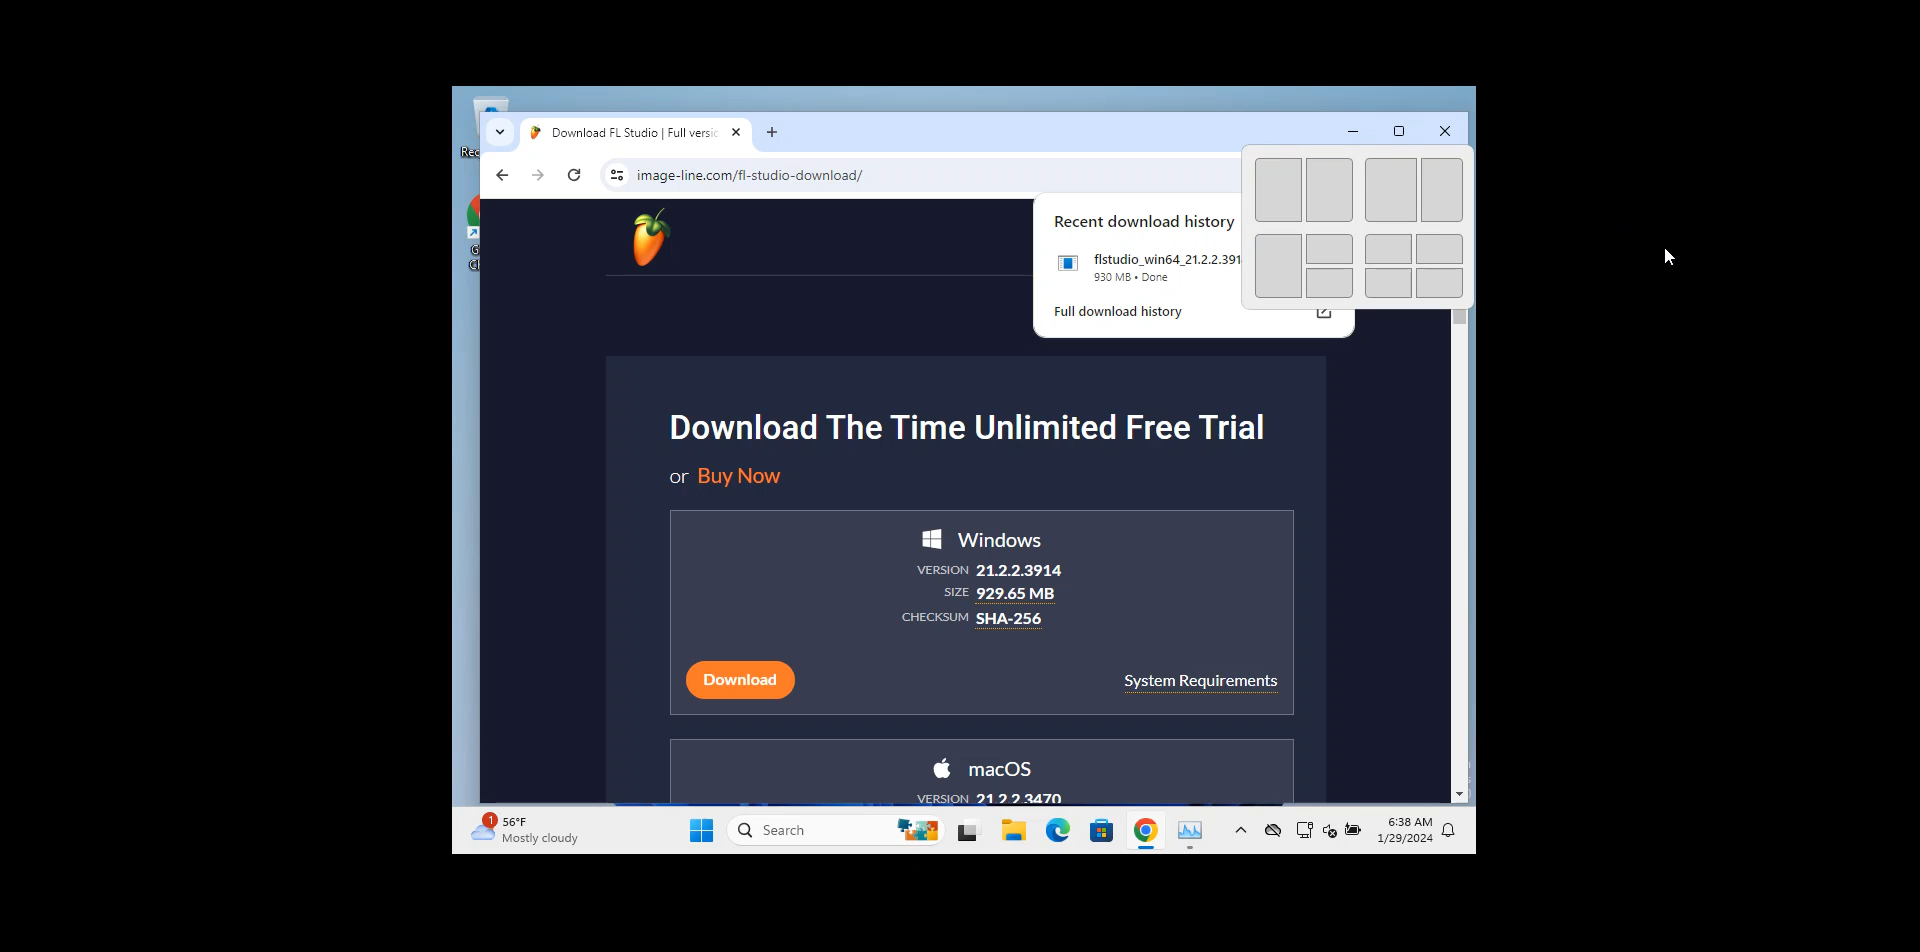 Download FL Studio | Full versic
image-line.com/fl-studio-download/
Recent download history
flstudio_win64_21.2.2.391
930 MB • Done
Full download history
Download The Time Unlimited Free Trial
or Buy Now
Windows
VERSION 21.2.2.3914
SIZE 929.65 MB
CHECKSUM SHA-256
Download
System Requirements
macOS
VERSION 21.2.2.3470
1
56°F
Mostly cloudy
Search
6:38 AM
1/29/2024